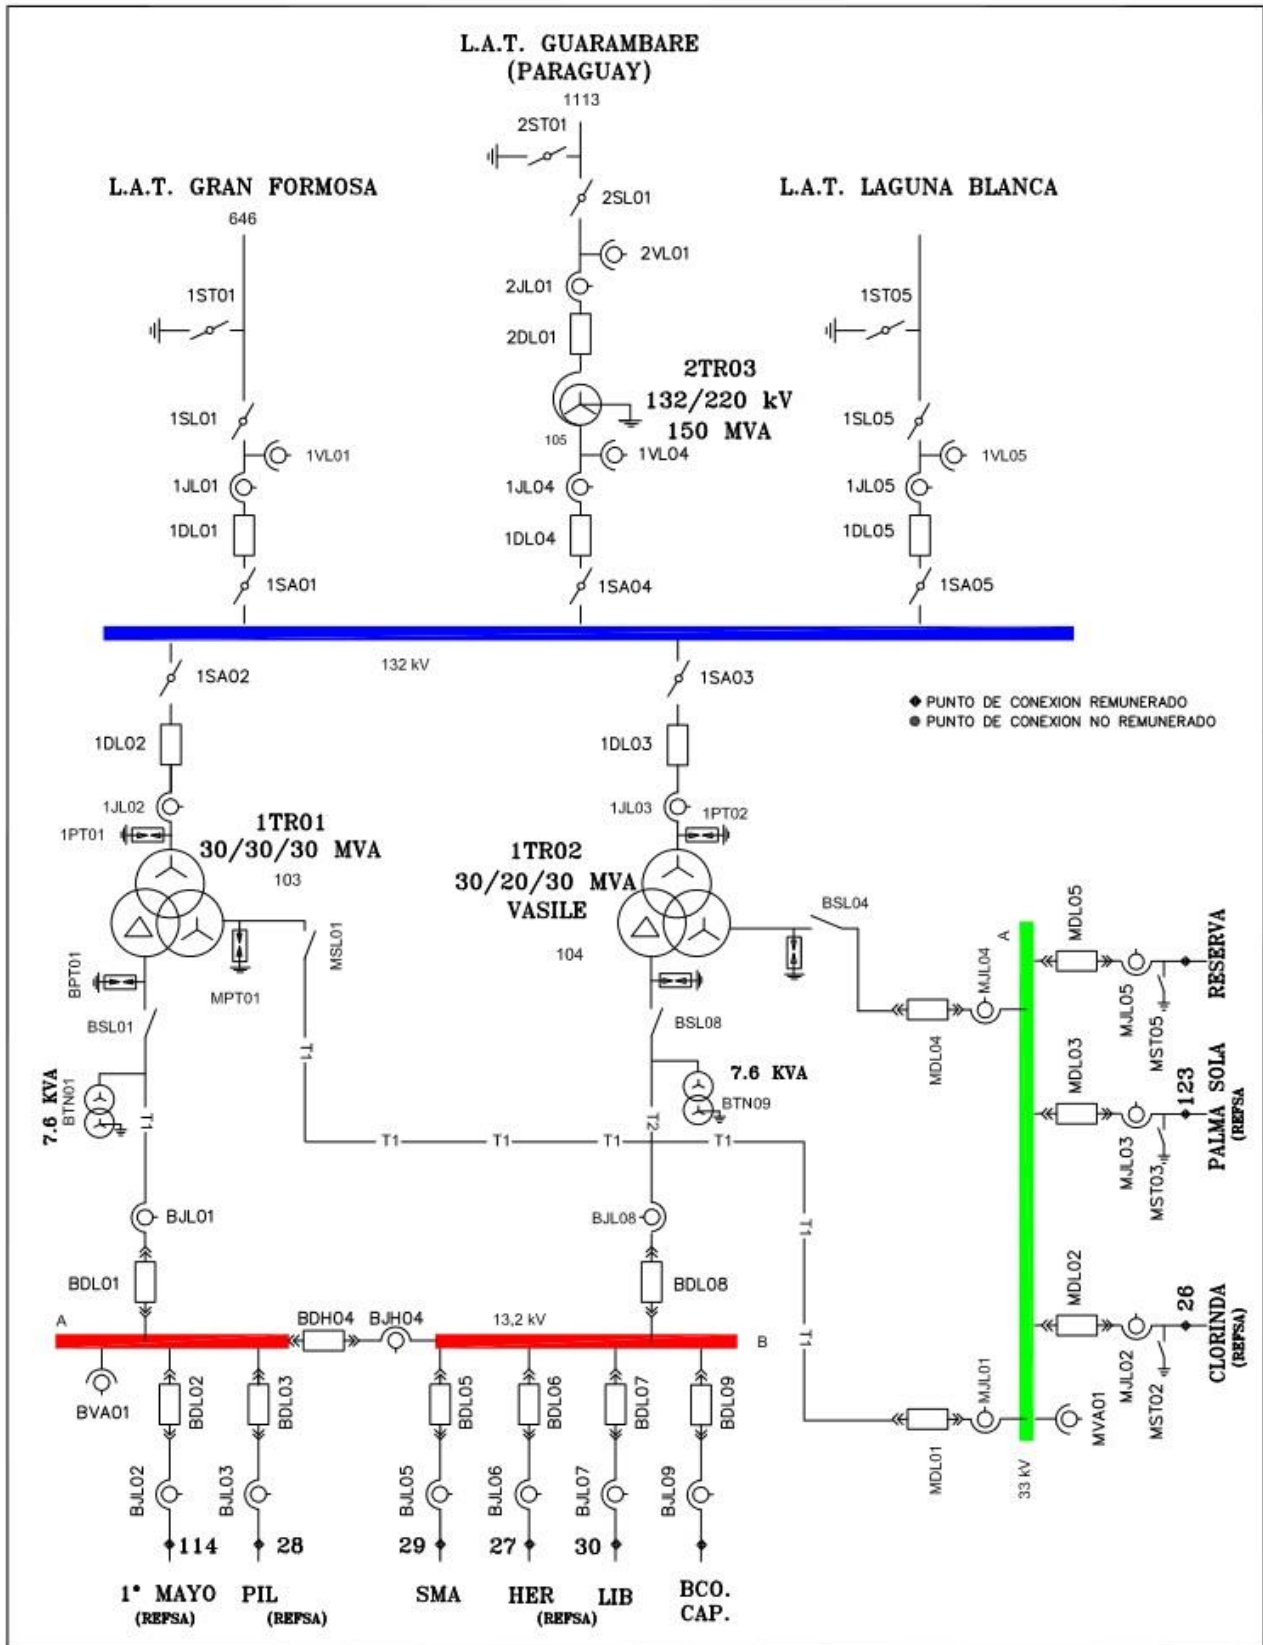 L.A.T. GUARAMBARE
(PARAGUAY)
1113
2ST01
L.A.T. GRAN FORMOSA
646
2SL01
L.A.T. LAGUNA BLANCA
2VL01
2JL01
1ST01
1ST05
2DL01
2TR03
132/220 kV
150 MVA
105
1SL01
1SL05
1VL01
1VL04
1VL05
1JL01
1JL04
1JL05
1DL01
1DL04
1DL05
1SA01
1SA04
1SA05
132 kV
1SA02
1SA03
PUNTO DE CONEXION REMUNERADO
PUNTO DE CONEXION NO REMUNERADO
1DL02
1DL03
1JL02
1JL03
1PT02
1PT01
1TR01
30/30/30 MVA
103
1TR02
30/20/30 MVA
VASILE
104
BSL04
MSL01
BPT01
MPT01
BSL01
BSL08
A
MDL05
MJL04
MJL05
MST05
RESERVA
MDL04
MDL03
MJL03
MST03
123
PALMA SOLA
(REFSA
7.6 KVA
BTN01
T1
T1
7.6 KVA
BTN09
T2
T1
T1
T1
T1
T1
T1
BJL01
BJL08
BDL01
BDL08
MDL02
MJL02
MST02
26
CLORINDA
(REFSA)
A
BDH04
BJH04
13,2 kV
B
BVA01
BDL02
BDL03
BDL05
BDL06
BDL07
BDL09
MJL01
MVA01
MDL01
33 kV
BJL02
BJL03
BJL05
BJL06
BJL07
BJL09
114
28
29
27
30
1° MAYO
(REFSA)
PIL
(REFSA)
SMA
HER
(REFSA)
LIB
BCO.
CAP.